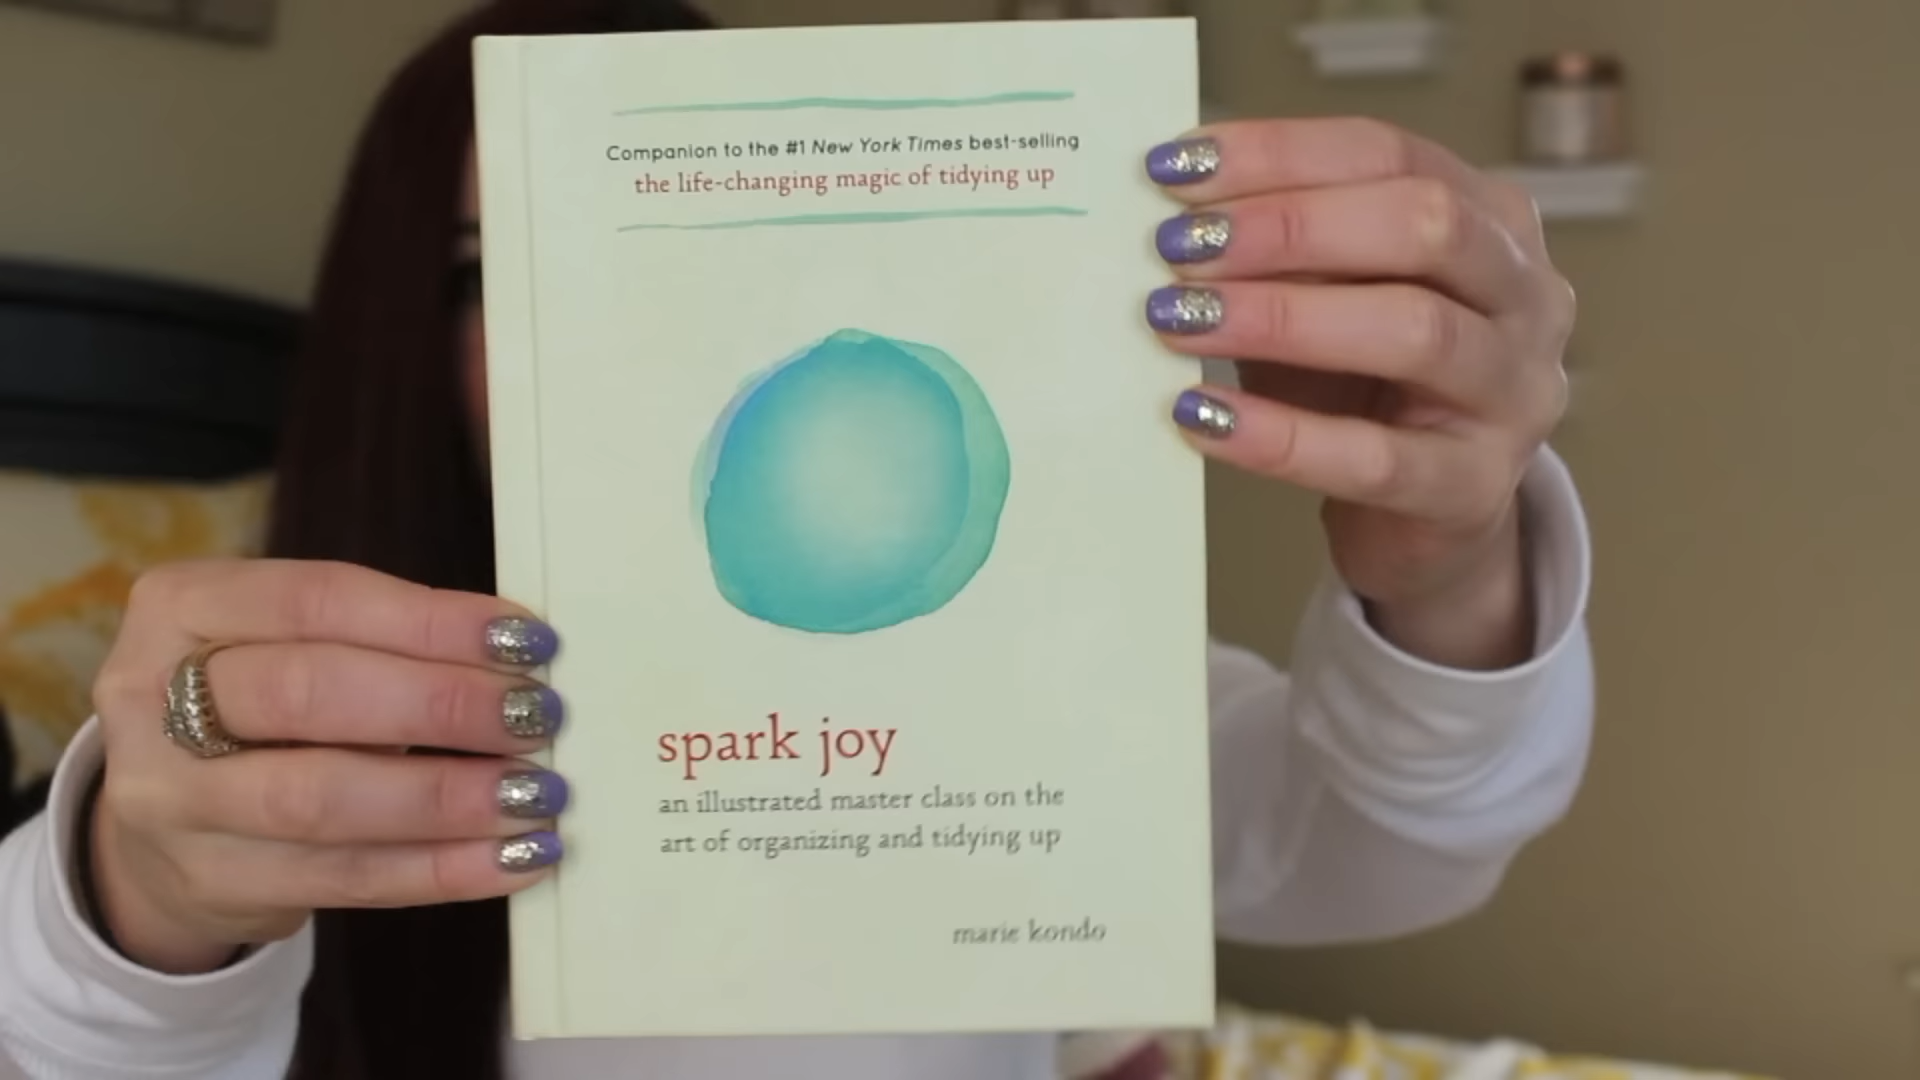 Companion to the #1 New York Times best-selling
the life-changing magic of tidying up
spark joy
an illustrated master class on the
art of organizing and tidying up
marie kondo